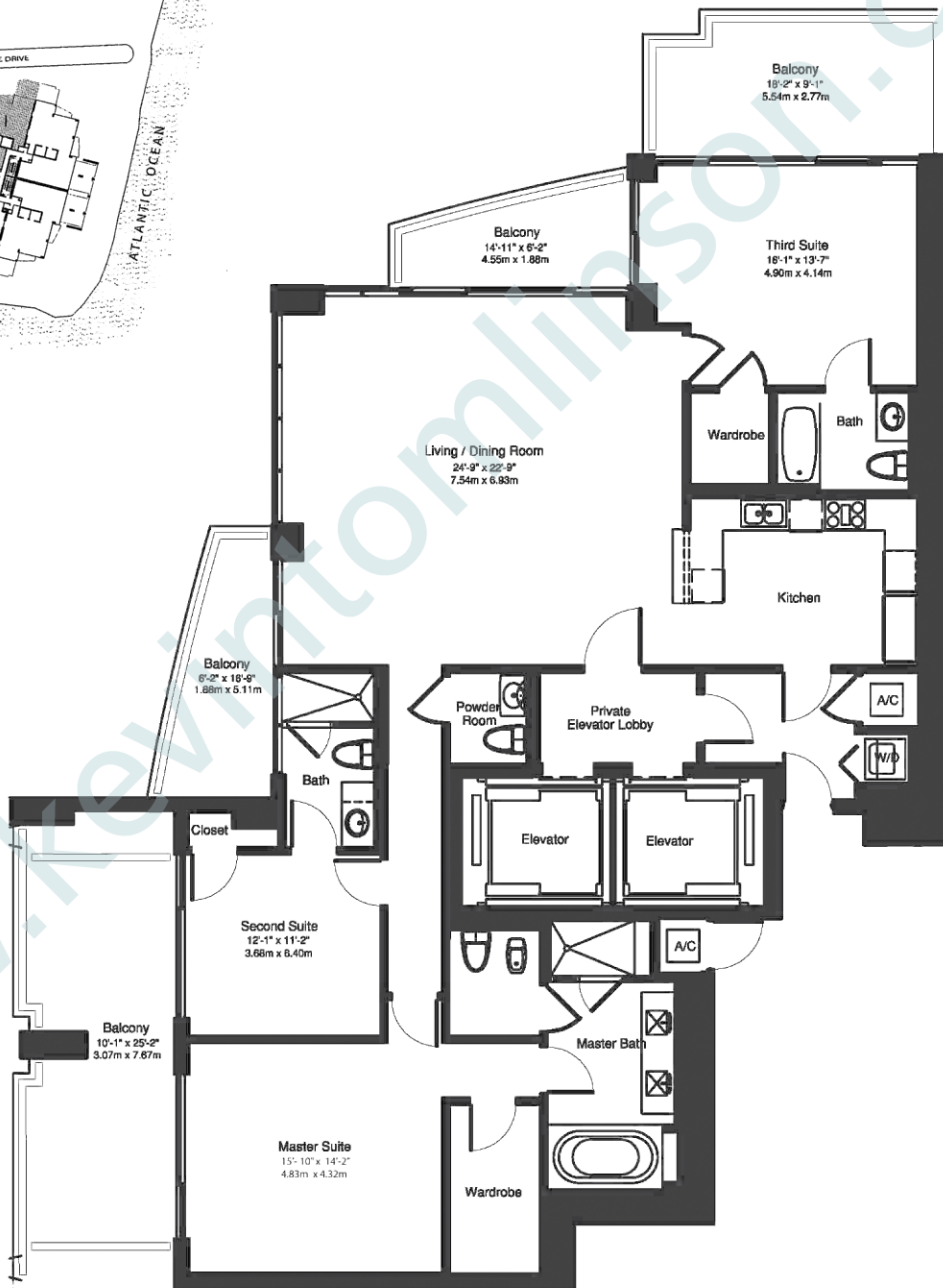 E DRIVE
ATLANTIC OCEAN
Balcony
18'-2" x 9'-1"
5.54m x 2.77m
Balcony
14'-11" x 6'-2"
4.55m x 1.88m
Third Suite
16'-1" x 13'-7"
4.90m x 4.14m
Living / Dining Room
24'-9" x 22'-9"
7.54m x 6.93m
Wardrobe
Bath
Kitchen
Balcony
6'-2" x 16'-9"
1.88m x 5.11m
Powder
Room
Private
Elevator Lobby
A/C
W/D
Bath
Closet
Elevator
Elevator
Second Suite
12'-1" x 11'-2"
3.68m x 6.40m
A/C
Balcony
10'-1" x 25'-2"
3.07m x 7.67m
Master Bath
Master Suite
15'- 10" x 14'-2"
4.83m x 4.32m
Wardrobe
w.kevintomlinson.c